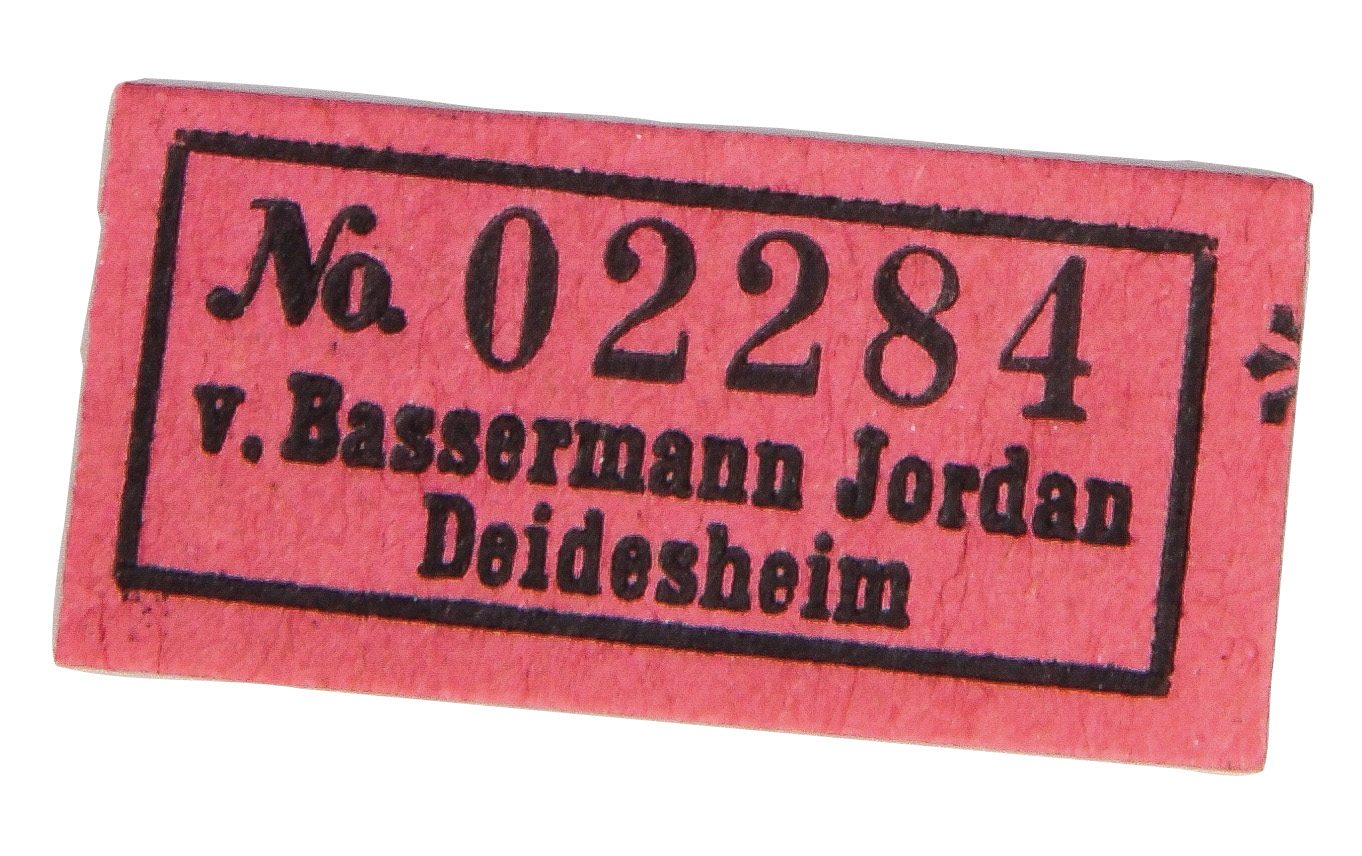 No. 02284
v. Bassermann Jordan
Deidesheim